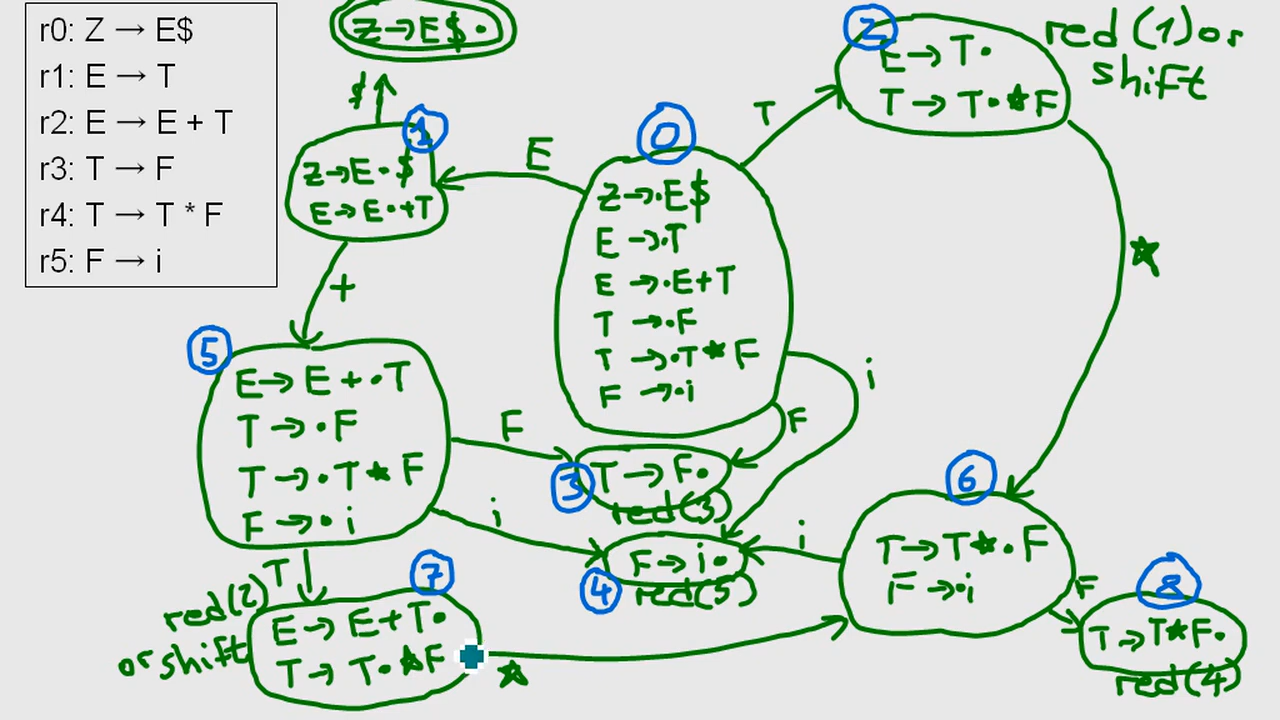 r0: Z → E$
r1: E → T
r2: E → E + T
r3: T → F
r4: T → T * F
r5: F → i
Z→E$·
$
1
Z→E·$
E→E·+T
E
0
Z→·E$
E→·T
E→·E+T
T→·F
T→·T*F
F→·i
T
2
E→T·
T→T·*F
red(1) or
shift
*
+
5
E→E+·T
T→·F
T→·T*F
F→·i
F
i
F
i
3
T→F·
red(3)
4
F→i·
red(5)
i
6
T→T*·F
F→·i
F
8
T→T*F·
red(4)
T
red(2)
or shift
7
E→E+T·
T→T·*F
*